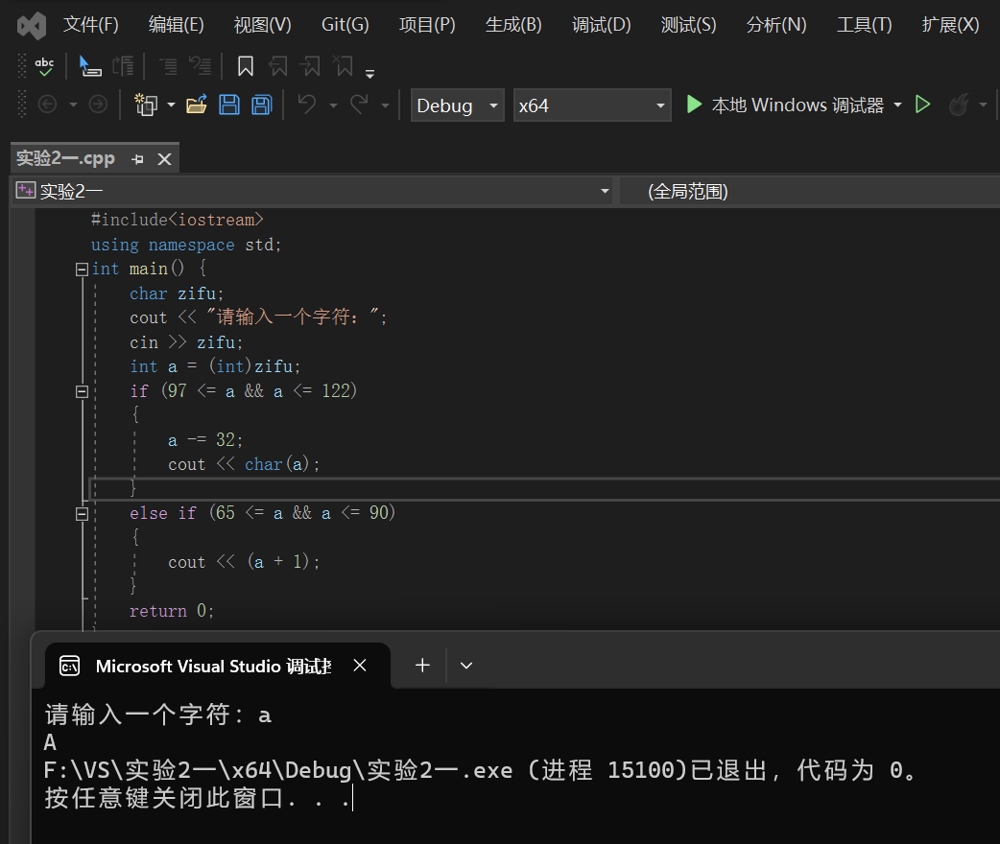 文件(F) 编辑(E) 视图(V) Git(G) 项目(P) 生成(B) 调试(D) 测试(S) 分析(N) 工具(T) 扩展(X)
abc
Debug x64 本地 Windows 调试器
实验2一.cpp
实验2一 (全局范围)
#include<iostream>
using namespace std;
int main() {
char zifu;
cout << "请输入一个字符：";
cin >> zifu;
int a = (int)zifu;
if (97 <= a && a <= 122)
{
a -= 32;
cout << char(a);
}
else if (65 <= a && a <= 90)
{
cout << (a + 1);
}
return 0;
Microsoft Visual Studio 调试
请输入一个字符：a
A
F:\VS\实验2一\x64\Debug\实验2一.exe (进程 15100)已退出，代码为 0。
按任意键关闭此窗口. . .